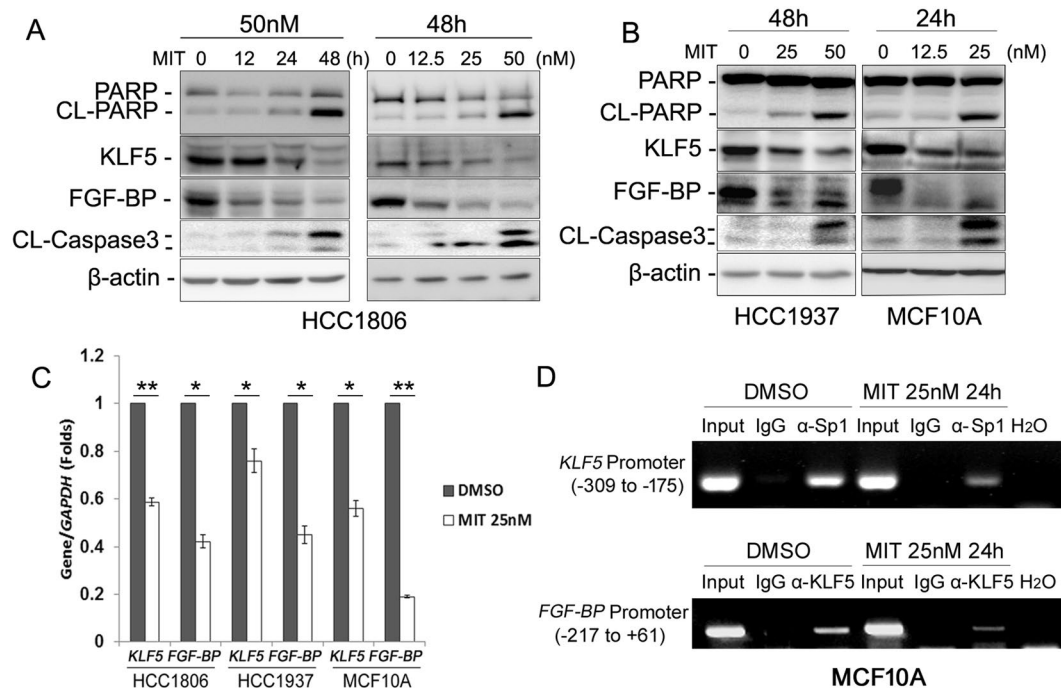 A
50nM
48h
MIT 0 12 24 48 (h)
0 12.5 25 50 (nM)
PARP
CL-PARP
KLF5
FGF-BP
CL-Caspase3
β-actin
HCC1806
B
48h
24h
MIT 0 25 50
0 12.5 25 (nM)
PARP
CL-PARP
KLF5
FGF-BP
CL-Caspase3
β-actin
HCC1937
MCF10A
C
Gene/GAPDH (Folds)
1.2
1
0.8
0.6
0.4
0.2
0
** * * * * **
DMSO
MIT 25nM
KLF5 FGF-BP KLF5 FGF-BP KLF5 FGF-BP
HCC1806 HCC1937 MCF10A
D
DMSO MIT 25nM 24h
Input IgG α-Sp1 Input IgG α-Sp1 H2O
KLF5 Promoter
(-309 to -175)
DMSO MIT 25nM 24h
Input IgG α-KLF5 Input IgG α-KLF5 H2O
FGF-BP Promoter
(-217 to +61)
MCF10A